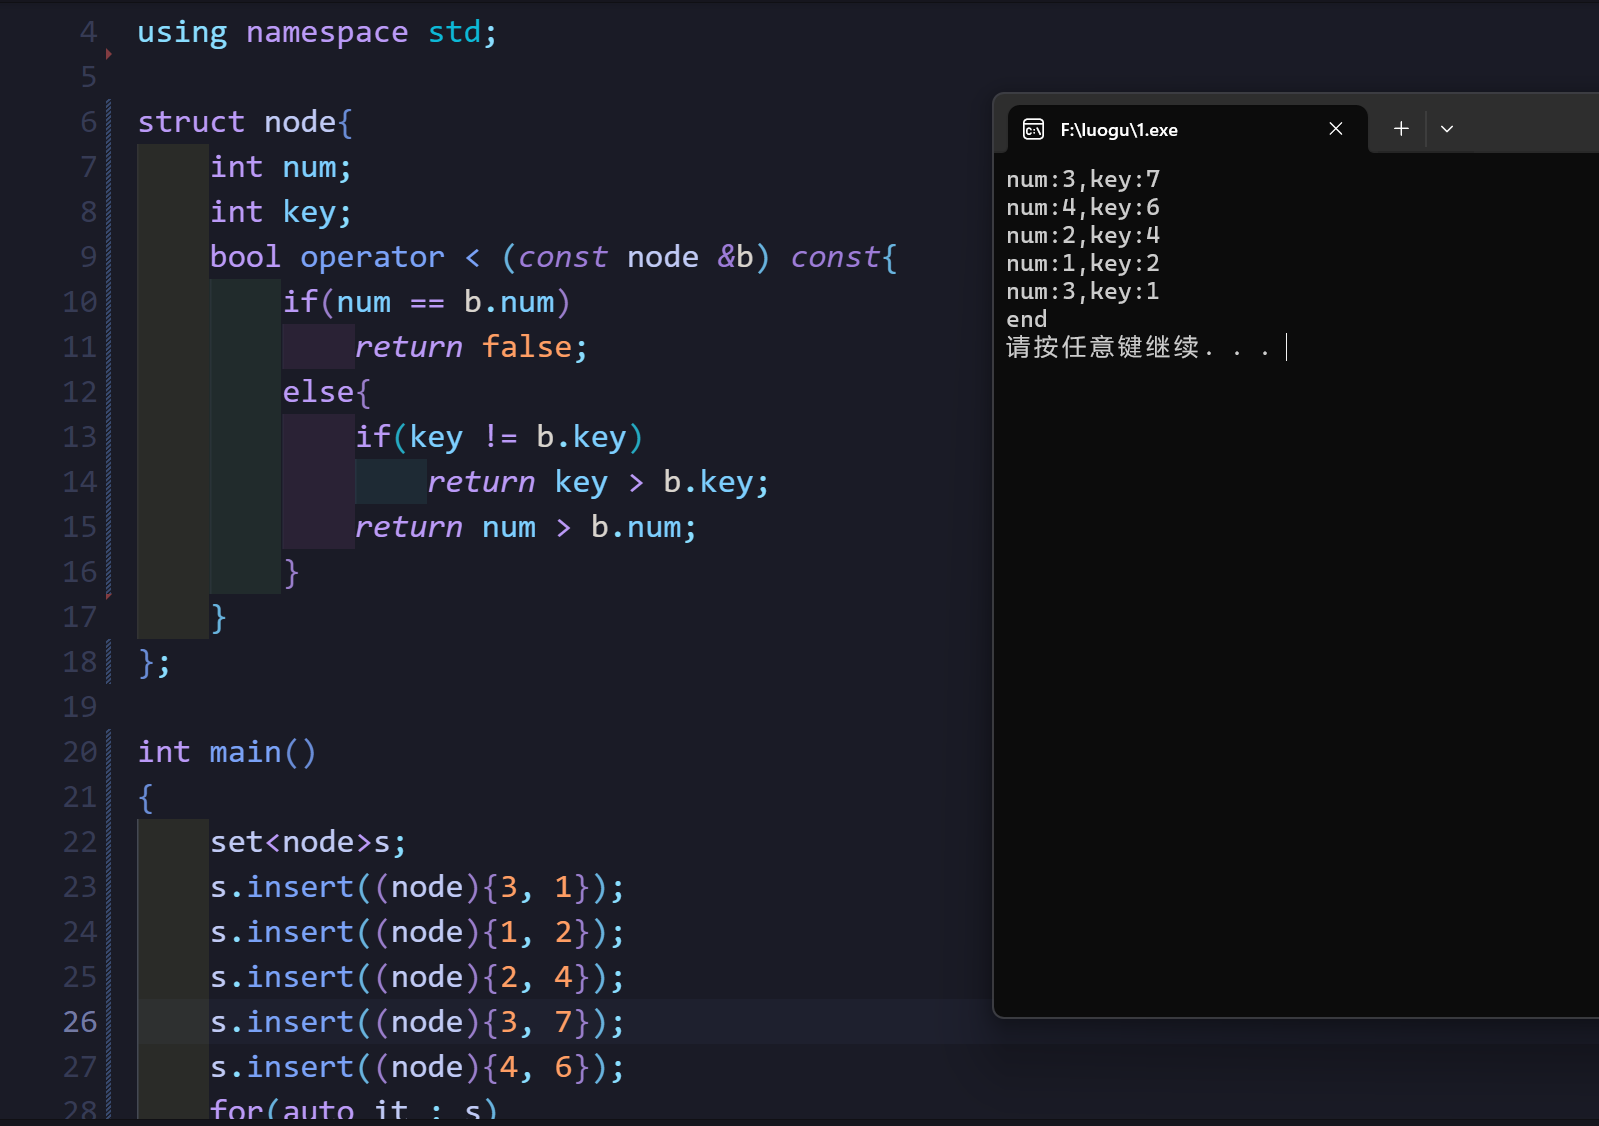 4 using namespace std;
5
6 struct node{
7 int num;
8 int key;
9 bool operator < (const node &b) const{
10 if(num == b.num)
11 return false;
12 else{
13 if(key != b.key)
14 return key > b.key;
15 return num > b.num;
16 }
17 }
18 };
19
20 int main()
21 {
22 set<node>s;
23 s.insert((node){3, 1});
24 s.insert((node){1, 2});
25 s.insert((node){2, 4});
26 s.insert((node){3, 7});
27 s.insert((node){4, 6});
28 for(auto it : s)
F:\luogu\1.exe
num:3,key:7
num:4,key:6
num:2,key:4
num:1,key:2
num:3,key:1
end
请按任意键继续. . .